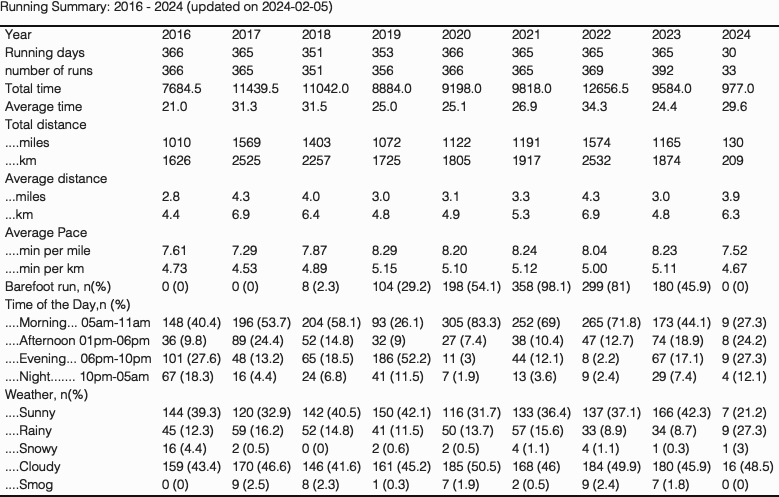 Running Summary: 2016 - 2024 (updated on 2024-02-05)
Year 2016 2017 2018 2019 2020 2021 2022 2023 2024
Running days 366 365 351 353 366 365 365 365 30
number of runs 366 365 351 356 366 365 369 392 33
Total time 7684.5 11439.5 11042.0 8884.0 9198.0 9818.0 12656.5 9584.0 977.0
Average time 21.0 31.3 31.5 25.0 25.1 26.9 34.3 24.4 29.6
Total distance
....miles 1010 1569 1403 1072 1122 1191 1574 1165 130
....km 1626 2525 2257 1725 1805 1917 2532 1874 209
Average distance
...miles 2.8 4.3 4.0 3.0 3.1 3.3 4.3 3.0 3.9
...km 4.4 6.9 6.4 4.8 4.9 5.3 6.9 4.8 6.3
Average Pace
....min per mile 7.61 7.29 7.87 8.29 8.20 8.24 8.04 8.23 7.52
....min per km 4.73 4.53 4.89 5.15 5.10 5.12 5.00 5.11 4.67
Barefoot run, n(%) 0 (0) 0 (0) 8 (2.3) 104 (29.2) 198 (54.1) 358 (98.1) 299 (81) 180 (45.9) 0 (0)
Time of the Day,n (%)
....Morning... 05am-11am 148 (40.4) 196 (53.7) 204 (58.1) 93 (26.1) 305 (83.3) 252 (69) 265 (71.8) 173 (44.1) 9 (27.3)
....Afternoon 01pm-06pm 36 (9.8) 89 (24.4) 52 (14.8) 32 (9) 27 (7.4) 38 (10.4) 47 (12.7) 74 (18.9) 8 (24.2)
....Evening... 06pm-10pm 101 (27.6) 48 (13.2) 65 (18.5) 186 (52.2) 11 (3) 44 (12.1) 8 (2.2) 67 (17.1) 9 (27.3)
....Night....... 10pm-05am 67 (18.3) 16 (4.4) 24 (6.8) 41 (11.5) 7 (1.9) 13 (3.6) 9 (2.4) 29 (7.4) 4 (12.1)
Weather, n(%)
....Sunny 144 (39.3) 120 (32.9) 142 (40.5) 150 (42.1) 116 (31.7) 133 (36.4) 137 (37.1) 166 (42.3) 7 (21.2)
....Rainy 45 (12.3) 59 (16.2) 52 (14.8) 41 (11.5) 50 (13.7) 57 (15.6) 33 (8.9) 34 (8.7) 9 (27.3)
....Snowy 16 (4.4) 2 (0.5) 0 (0) 2 (0.6) 2 (0.5) 4 (1.1) 4 (1.1) 1 (0.3) 1 (3)
....Cloudy 159 (43.4) 170 (46.6) 146 (41.6) 161 (45.2) 185 (50.5) 168 (46) 184 (49.9) 180 (45.9) 16 (48.5)
....Smog 0 (0) 9 (2.5) 8 (2.3) 1 (0.3) 7 (1.9) 2 (0.5) 9 (2.4) 7 (1.8) 0 (0)